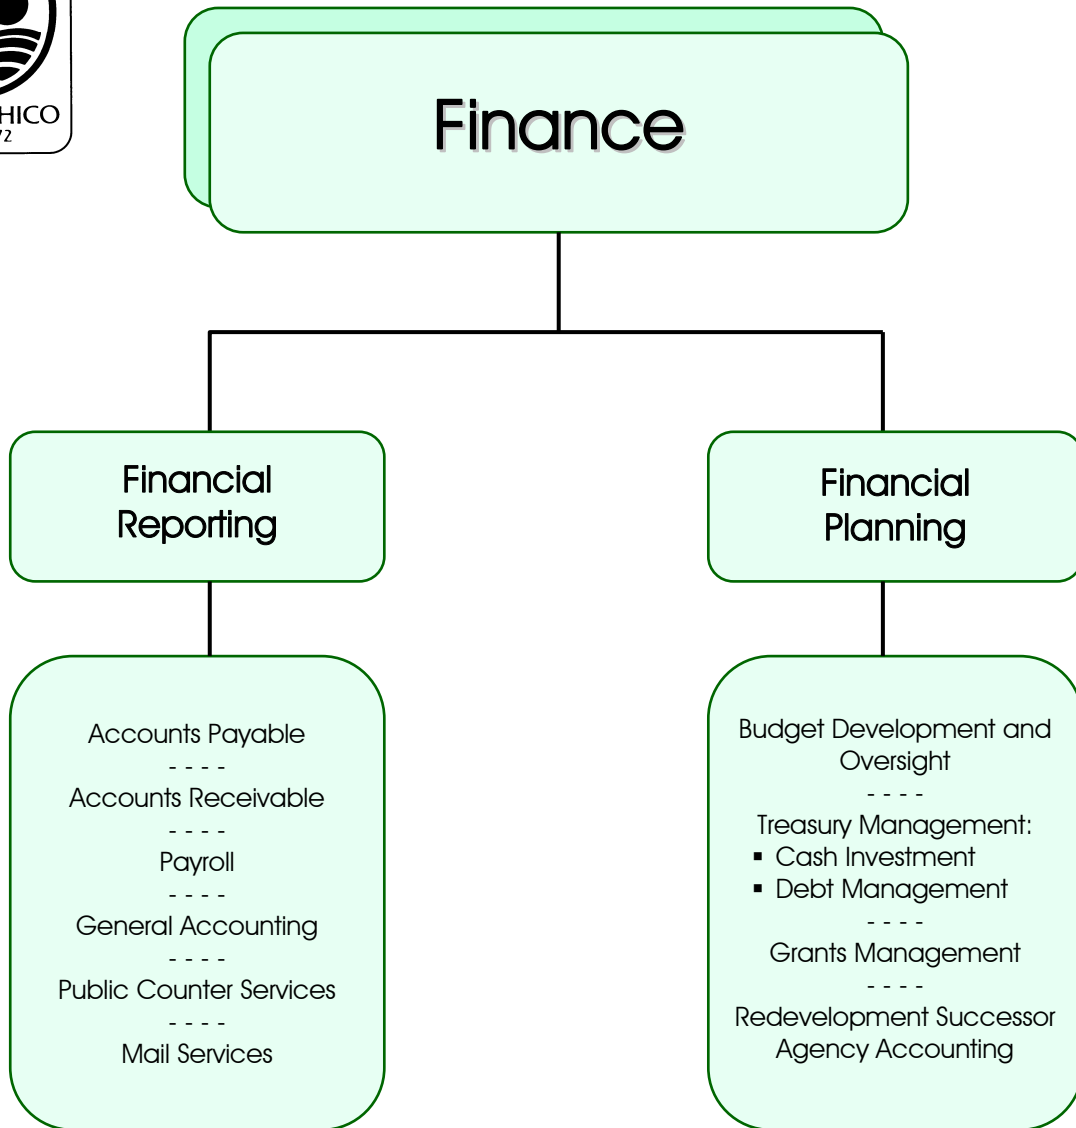 HICO
72
Finance
Financial
Reporting
Financial
Planning
Accounts Payable
- - - -
Accounts Receivable
- - - -
Payroll
- - - -
General Accounting
- - - -
Public Counter Services
- - - -
Mail Services
Budget Development and
Oversight
- - - -
Treasury Management:
▪ Cash Investment
▪ Debt Management
- - - -
Grants Management
- - - -
Redevelopment Successor
Agency Accounting